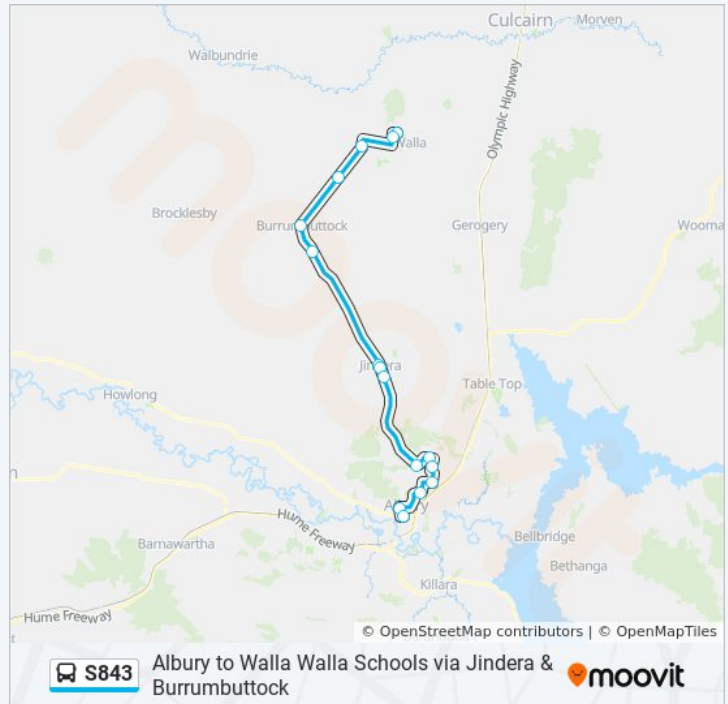 Culcairn
Morven
Walbundrie
Olympic Highway
Walla
Brocklesby
Burrumbuttock
Gerogery
Wooma
Jindera
Table Top
Howlong
Albury
Hume Freeway
Barnawartha
Bellbridge
Bethanga
Killara
Hume Freeway
© OpenStreetMap contributors | © OpenMapTiles
S843
Albury to Walla Walla Schools via Jindera &
Burrumbuttock
moovit